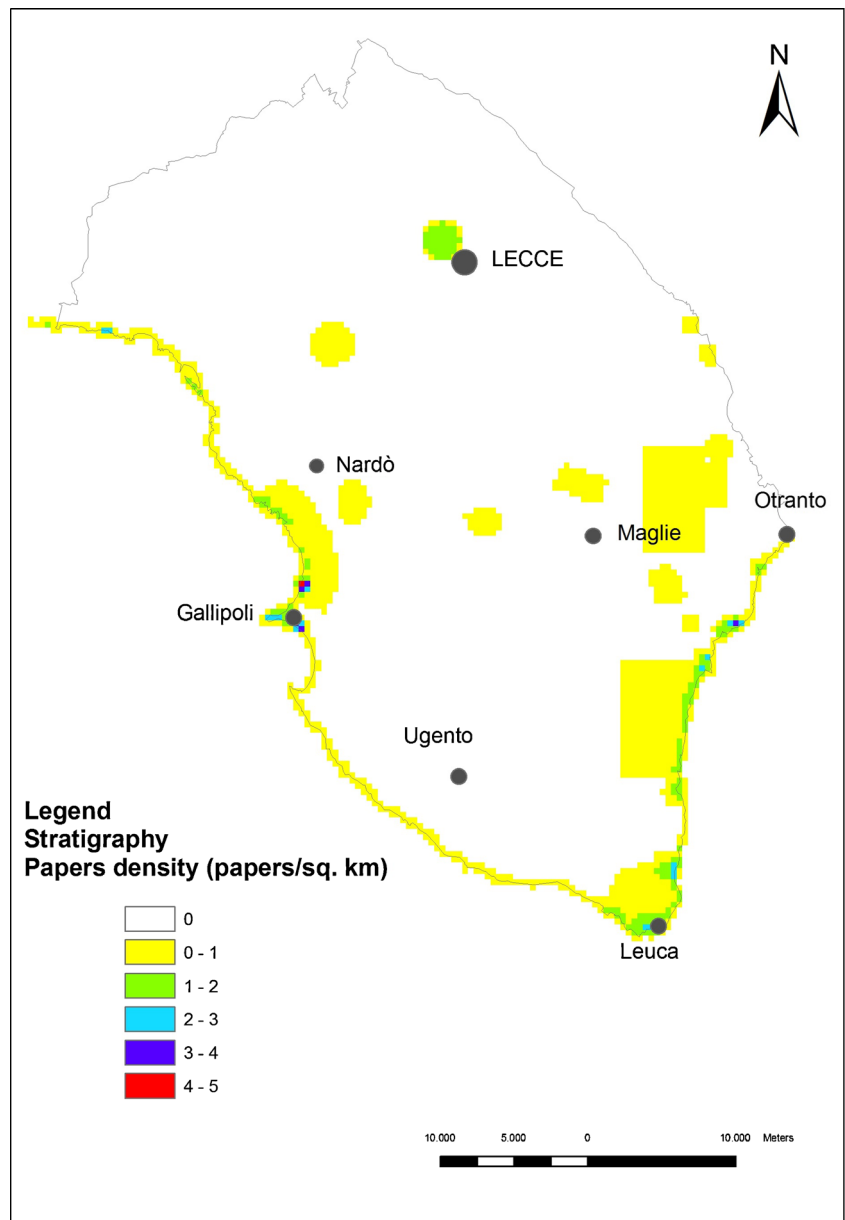 N
LECCE
Nardò
Otranto
Maglie
Gallipoli
Ugento
Leuca
Legend
Stratigraphy
Papers density (papers/sq. km)
0
0 - 1
1 - 2
2 - 3
3 - 4
4 - 5
10.000 5.000 0 10.000 Meters